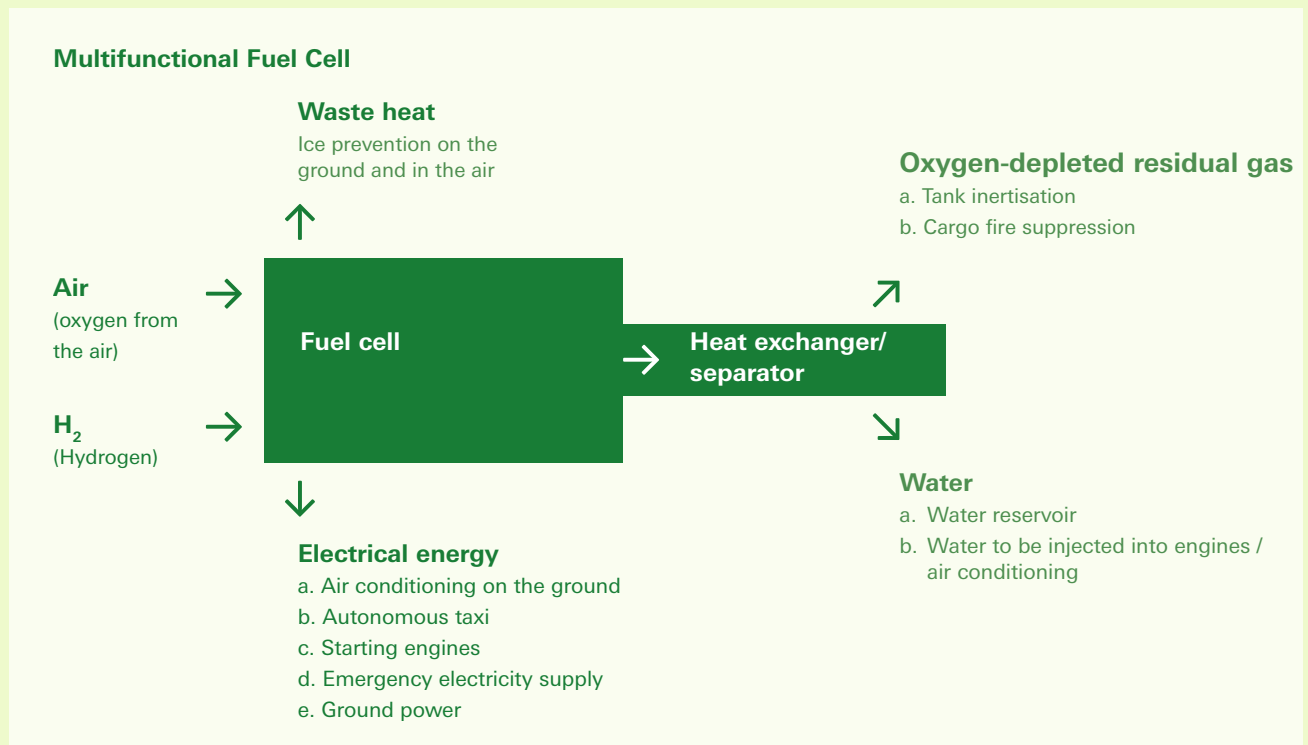 Multifunctional Fuel Cell
Waste heat
Ice prevention on the
ground and in the air
Oxygen-depleted residual gas
a. Tank inertisation
b. Cargo fire suppression
Air
(oxygen from
the air)
Fuel cell
Heat exchanger/
separator
H₂
(Hydrogen)
Water
a. Water reservoir
b. Water to be injected into engines /
air conditioning
Electrical energy
a. Air conditioning on the ground
b. Autonomous taxi
c. Starting engines
d. Emergency electricity supply
e. Ground power